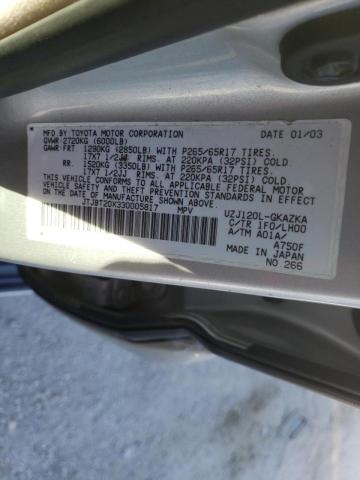 MFD BY TOYOTA MOTOR CORPORATION DATE 01/03
GVWR-2720KG (6000LB)
GAWR FRT. 1290KG (2850LB) WITH P265/65R17 TIRES.
17X7 1/2JJ RIMS. AT 220KPA (32PSI) COLD.
RR. 1520KG (3350LB) WITH P265/65R17 TIRES.
17X7 1/2JJ RIMS. AT 220KPA (32PSI) COLD.
THIS VEHICLE CONFORMS TO ALL APPLICABLE FEDERAL MOTOR
VEHICLE SAFETY AND BUMPER STANDARDS IN EFFECT ON THE
DATE OF MANUFACTURE SHOWN ABOVE.
JTJBT20X330005817 MPV UZJ120L-GKAZKA
C/TR 1F0/LH00
A/TM A01A/ A750F
MADE IN JAPAN
NO.266